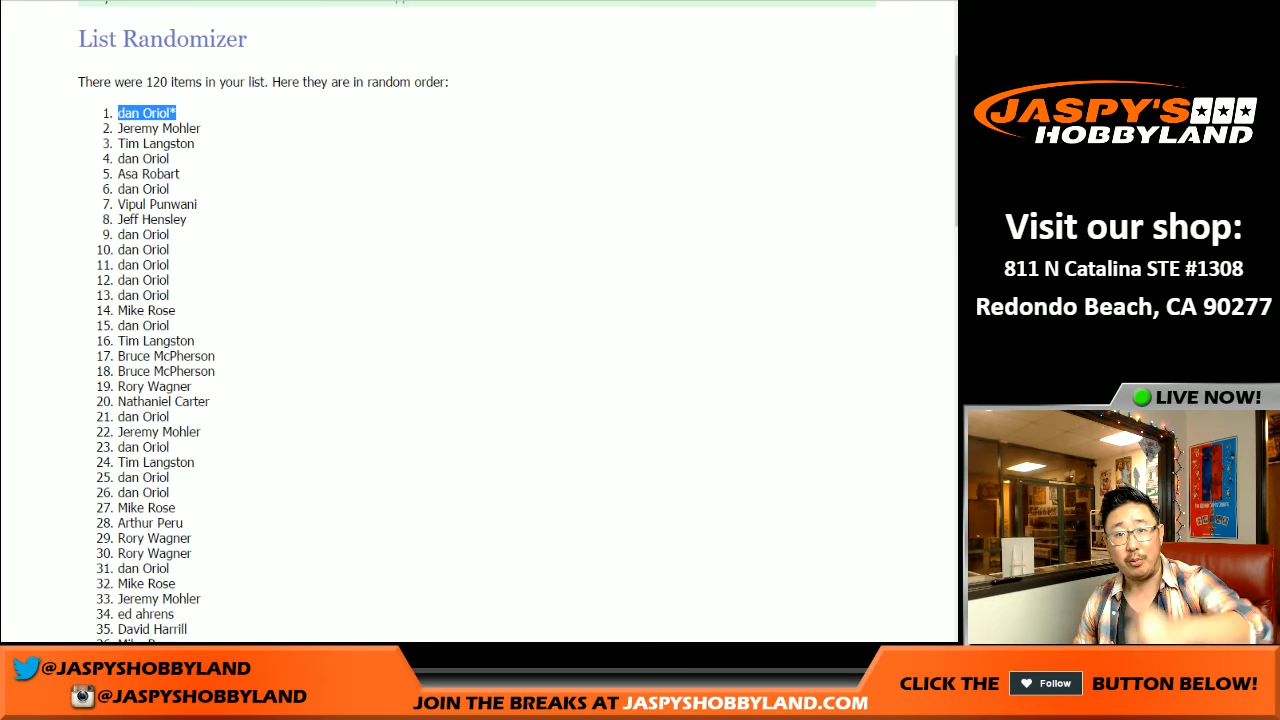 List Randomizer
There were 120 items in your list. Here they are in random order:
1. dan Oriol*
2. Jeremy Mohler
3. Tim Langston
4. dan Oriol
5. Asa Robart
6. dan Oriol
7. Vipul Punwani
8. Jeff Hensley
9. dan Oriol
10. dan Oriol
11. dan Oriol
12. dan Oriol
13. dan Oriol
14. Mike Rose
15. dan Oriol
16. Tim Langston
17. Bruce McPherson
18. Bruce McPherson
19. Rory Wagner
20. Nathaniel Carter
21. dan Oriol
22. Jeremy Mohler
23. dan Oriol
24. Tim Langston
25. dan Oriol
26. dan Oriol
27. Mike Rose
28. Arthur Peru
29. Rory Wagner
30. Rory Wagner
31. dan Oriol
32. Mike Rose
33. Jeremy Mohler
34. ed ahrens
35. David Harrill
JASPY'S
HOBBYLAND
Visit our shop:
811 N Catalina STE #1308
Redondo Beach, CA 90277
LIVE NOW!
@JASPYSHOBBYLAND
@JASPYSHOBBYLAND
JOIN THE BREAKS AT JASPYSHOBBYLAND.COM
CLICK THE Follow BUTTON BELOW!